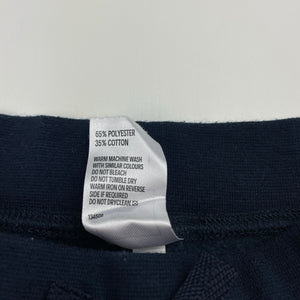 65% POLYESTER
35% COTTON
WARM MACHINE WASH
WITH SIMILAR COLOURS
DO NOT BLEACH
DO NOT TUMBLE DRY
WARM IRON ON REVERSE
SIDE IF REQUIRED
DO NOT DRYCLEAN